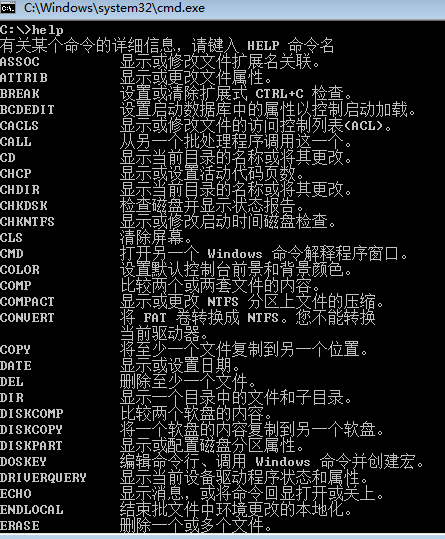 C:\Windows\system32\cmd.exe
C:\>help
有关某个命令的详细信息，请键入 HELP 命令名
ASSOC 显示或修改文件扩展名关联。
ATTRIB 显示或更改文件属性。
BREAK 设置或清除扩展式 CTRL+C 检查。
BCDEDIT 设置启动数据库中的属性以控制启动加载。
CACLS 显示或修改文件的访问控制列表(ACL)。
CALL 从另一个批处理程序调用这一个。
CD 显示当前目录的名称或将其更改。
CHCP 显示或设置活动代码页数。
CHDIR 显示当前目录的名称或将其更改。
CHKDSK 检查磁盘并显示状态报告。
CHKNTFS 显示或修改启动时间磁盘检查。
CLS 清除屏幕。
CMD 打开另一个 Windows 命令解释程序窗口。
COLOR 设置默认控制台前景和背景颜色。
COMP 比较两个或两套文件的内容。
COMPACT 显示或更改 NTFS 分区上文件的压缩。
CONVERT 将 FAT 卷转换成 NTFS。您不能转换
当前驱动器。
COPY 将至少一个文件复制到另一个位置。
DATE 显示或设置日期。
DEL 删除至少一个文件。
DIR 显示一个目录中的文件和子目录。
DISKCOMP 比较两个软盘的内容。
DISKCOPY 将一个软盘的内容复制到另一个软盘。
DISKPART 显示或配置磁盘分区属性。
DOSKEY 编辑命令行、调用 Windows 命令并创建宏。
DRIVERQUERY 显示当前设备驱动程序状态和属性。
ECHO 显示消息，或将命令回显打开或关上。
ENDLOCAL 结束批文件中环境更改的本地化。
ERASE 删除一个或多个文件。